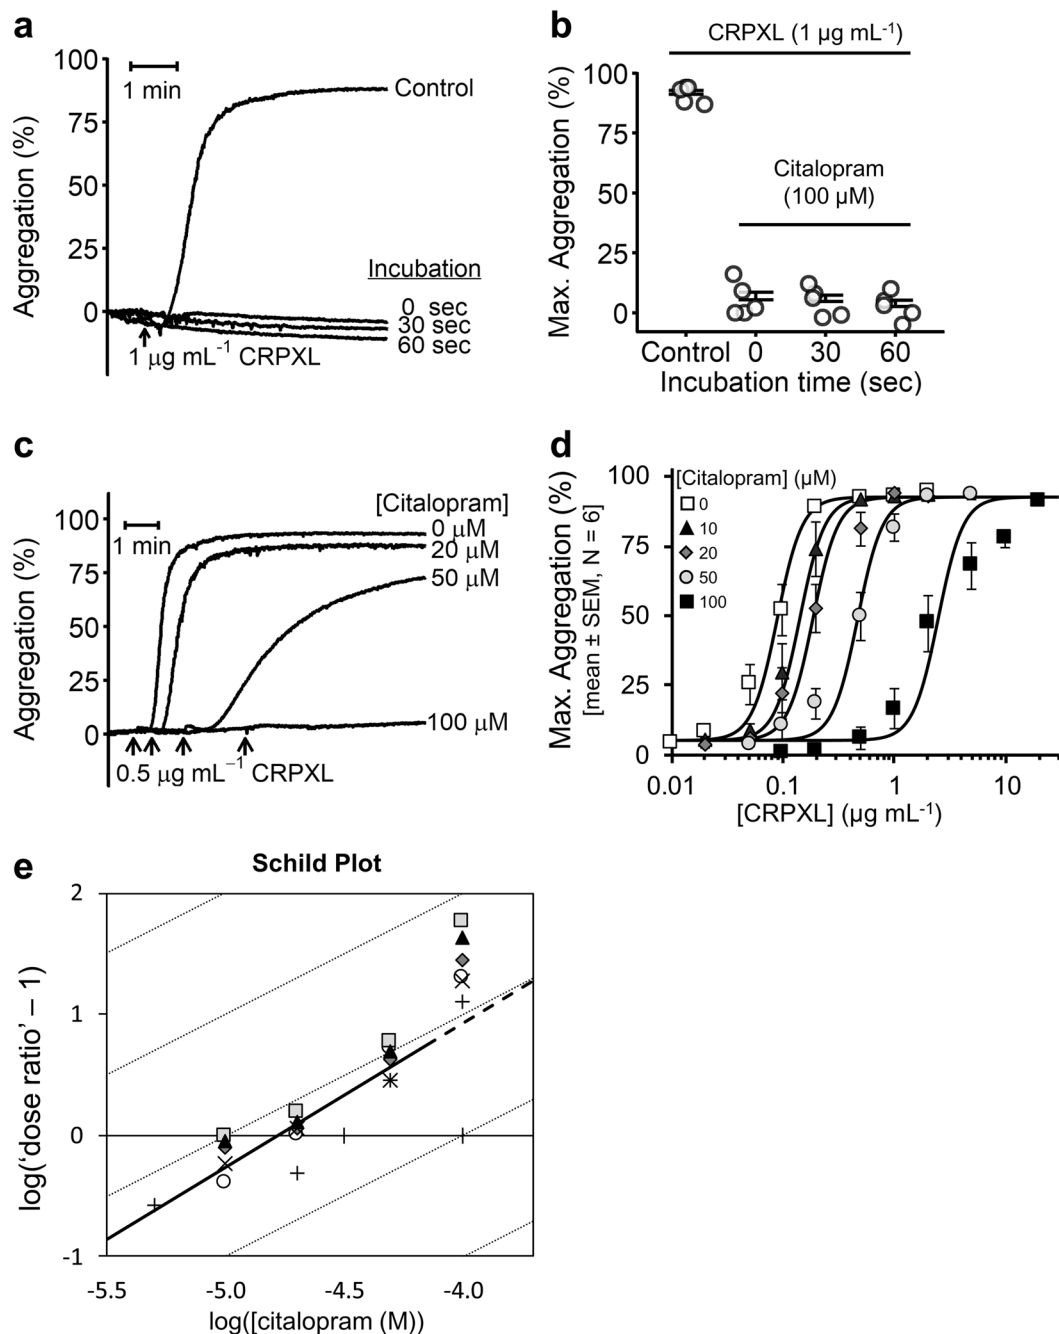 a
Aggregation (%)
100
75
50
25
0
1 min
Control
Incubation
0 sec
30 sec
60 sec
1 µg mL⁻¹ CRPXL
b
Max. Aggregation (%)
CRPXL (1 µg mL⁻¹)
100
75
50
25
0
Citalopram
(100 µM)
Control 0 30 60
Incubation time (sec)
c
Aggregation (%)
100
75
50
25
0
1 min
[Citalopram]
0 µM
20 µM
50 µM
100 µM
0.5 µg mL⁻¹ CRPXL
d
Max. Aggregation (%)
[mean ± SEM, N = 6]
100
75
50
25
0
[Citalopram] (µM)
0
10
20
50
100
0.01 0.1 1 10
[CRPXL] (µg mL⁻¹)
e
Schild Plot
log('dose ratio' – 1)
2
1
0
-1
-5.5 -5.0 -4.5 -4.0
log([citalopram (M))